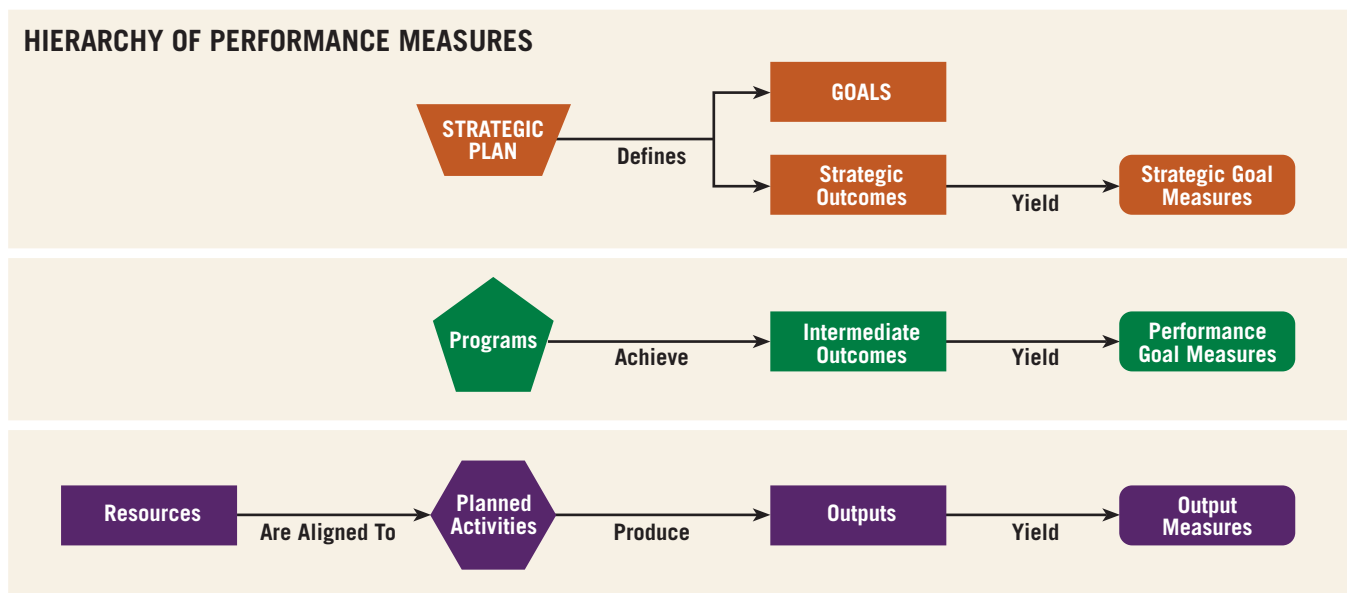 HIERARCHY OF PERFORMANCE MEASURES
STRATEGIC
PLAN
Defines
GOALS
Strategic
Outcomes
Yield
Strategic Goal
Measures
Programs
Achieve
Intermediate
Outcomes
Yield
Performance
Goal Measures
Resources
Are Aligned To
Planned
Activities
Produce
Outputs
Yield
Output
Measures